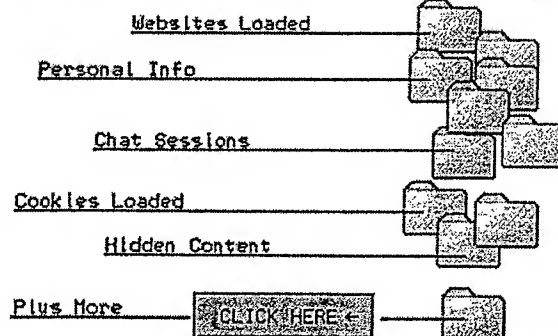 Websites Loaded
Personal Info
Chat Sessions
Cookies Loaded
Hidden Content
Plus More
CLICK HERE ←